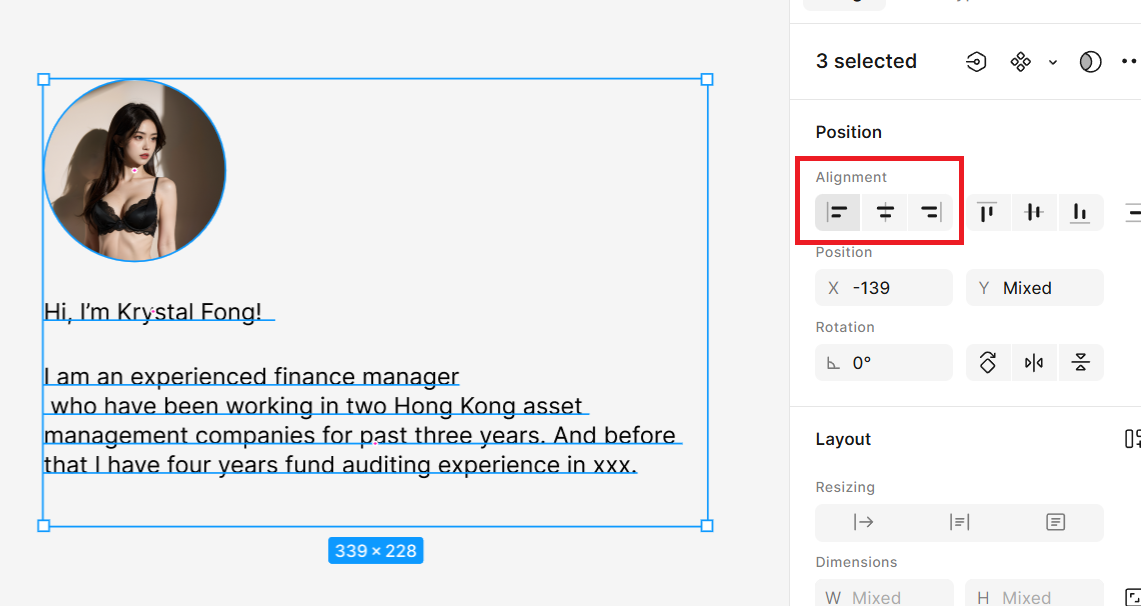 3 selected
Position
Alignment
Position
X -139
Y Mixed
Rotation
0°
Hi, I'm Krystal Fong!
I am an experienced finance manager
who have been working in two Hong Kong asset
management companies for past three years. And before
that I have four years fund auditing experience in xxx.
339 × 228
Layout
Resizing
Dimensions
W Mixed
H Mixed